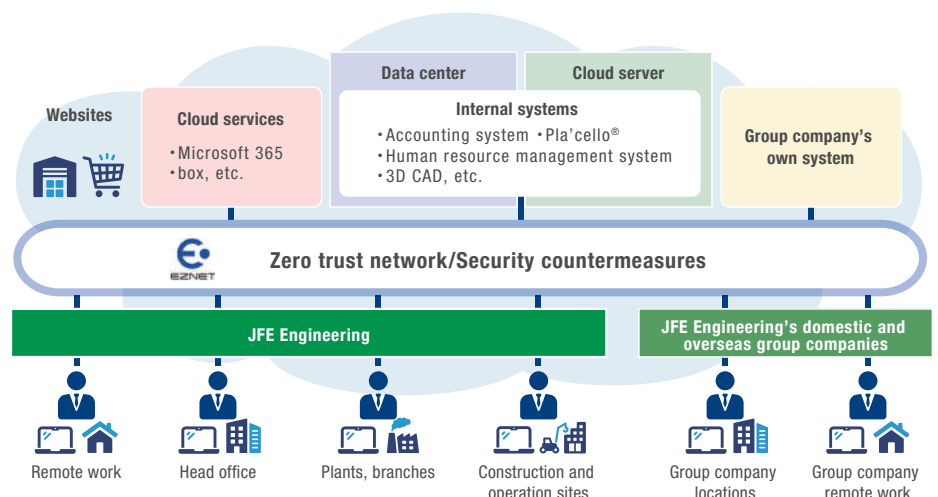 Data center
Cloud server
Websites
Cloud services
・Microsoft 365
・box, etc.
Internal systems
・Accounting system ・Pla’cello®
・Human resource management system
・3D CAD, etc.
Group company’s
own system
EZNET
Zero trust network/Security countermeasures
JFE Engineering
JFE Engineering’s domestic and
overseas group companies
Remote work
Head office
Plants, branches
Construction and
operation sites
Group company
locations
Group company
remote work